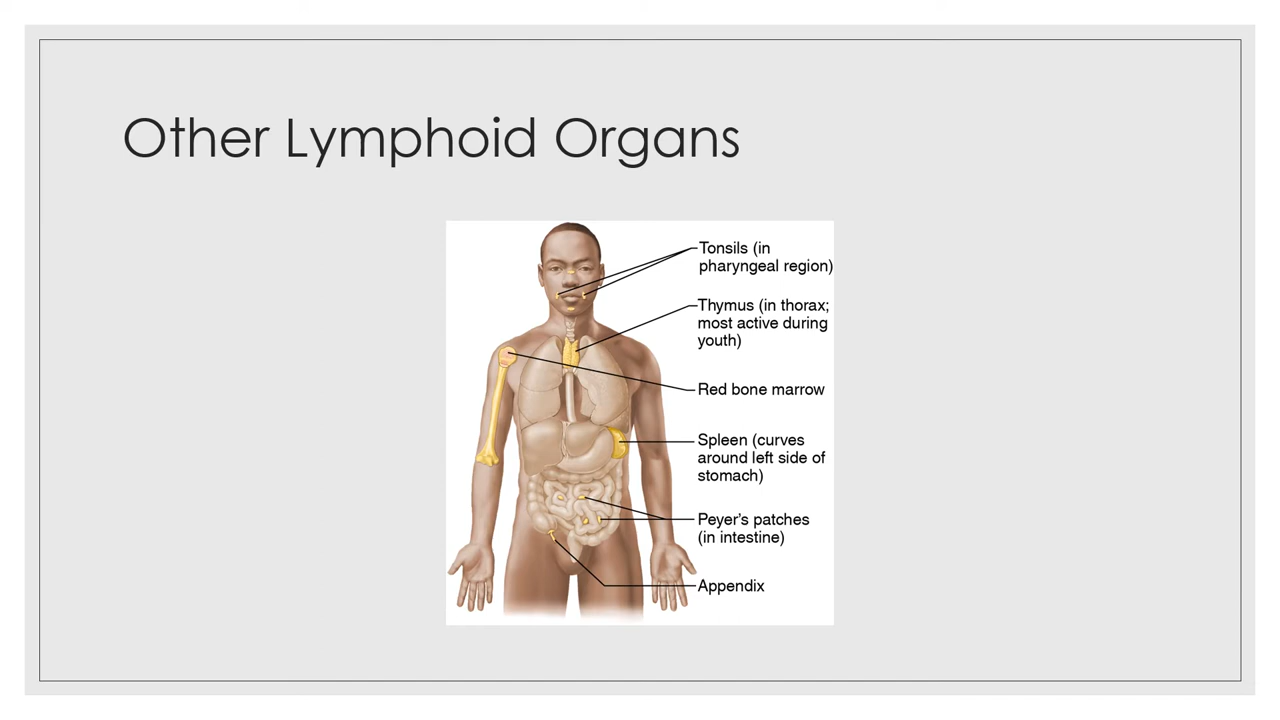 Other Lymphoid Organs
Tonsils (in
pharyngeal region)
Thymus (in thorax;
most active during
youth)
Red bone marrow
Spleen (curves
around left side of
stomach)
Peyer’s patches
(in intestine)
Appendix